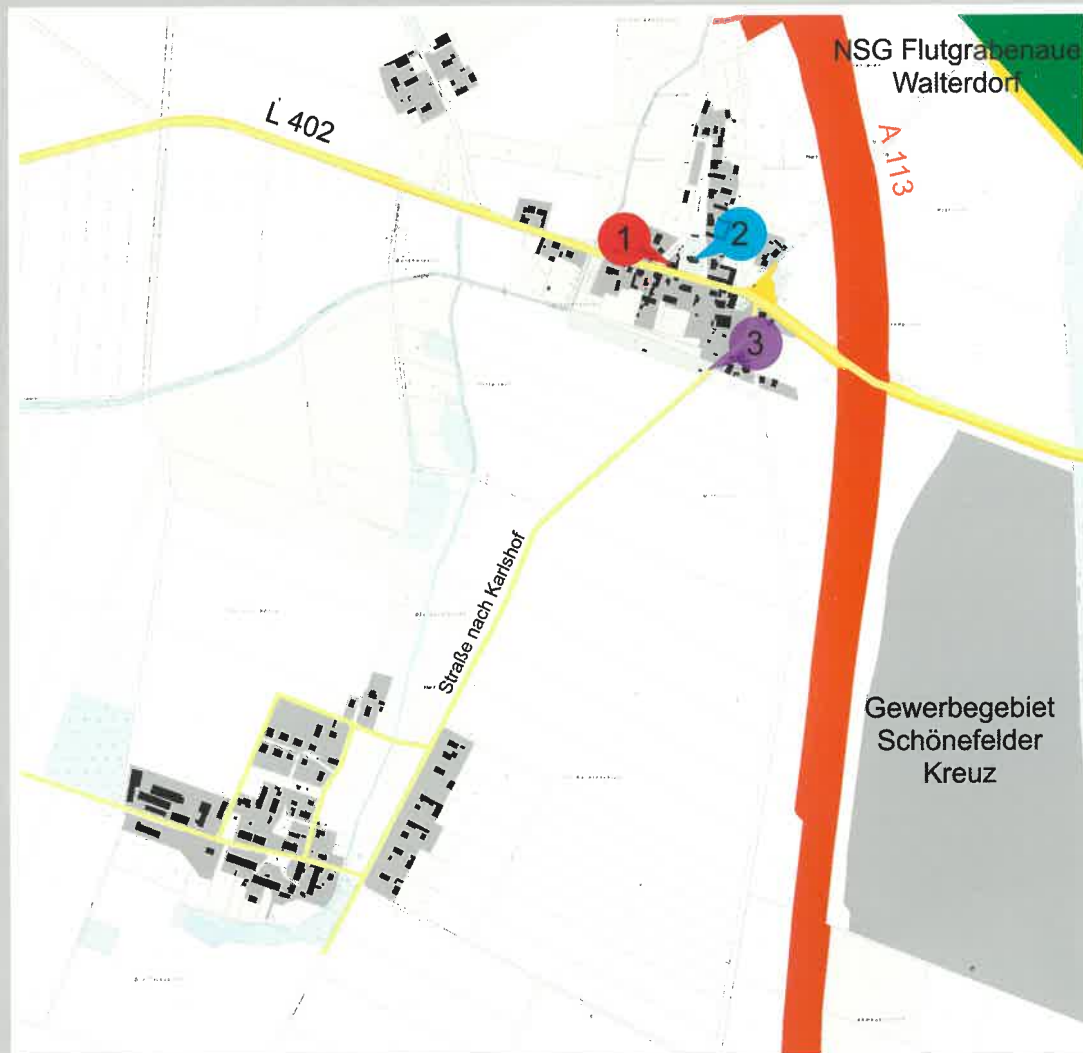 NSG Flutgrabenaue
Walterdorf
L 402
A 113
1
2
3
Straße nach Karlshof
Gewerbegebiet
Schönefelder
Kreuz